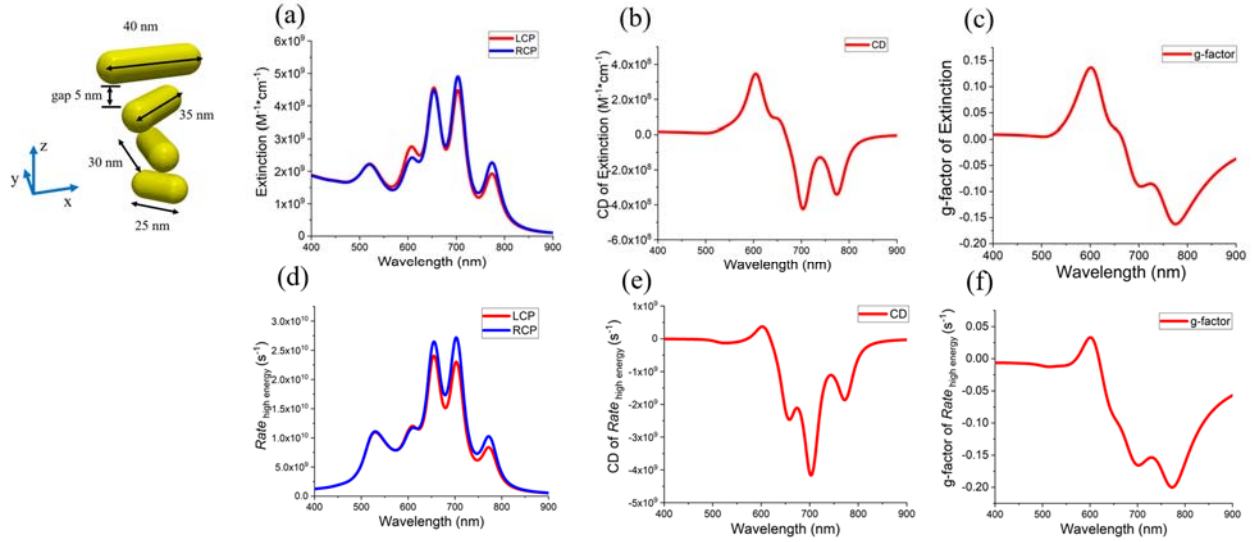 40 nm
gap 5 nm
35 nm
30 nm
25 nm
z
y
x
(a)
LCP
RCP
Extinction (M⁻¹*cm⁻¹)
6x10⁹
5x10⁹
4x10⁹
3x10⁹
2x10⁹
1x10⁹
0
400 500 600 700 800 900
Wavelength (nm)
(b)
CD
CD of Extinction (M⁻¹*cm⁻¹)
4.0x10⁸
2.0x10⁸
0.0
-2.0x10⁸
-4.0x10⁸
-6.0x10⁸
400 500 600 700 800 900
Wavelength (nm)
(c)
g-factor
g-factor of Extinction
0.15
0.10
0.05
0.00
-0.05
-0.10
-0.15
-0.20
400 500 600 700 800 900
Wavelength (nm)
(d)
LCP
RCP
Rate high energy (s⁻¹)
3.0x10¹⁰
2.5x10¹⁰
2.0x10¹⁰
1.5x10¹⁰
1.0x10¹⁰
5.0x10⁹
0.0
400 500 600 700 800 900
Wavelength (nm)
(e)
CD
CD of Rate high energy (s⁻¹)
1x10⁹
0
-1x10⁹
-2x10⁹
-3x10⁹
-4x10⁹
-5x10⁹
400 500 600 700 800 900
Wavelength (nm)
(f)
g-factor
g-factor of Rate high energy
0.05
0.00
-0.05
-0.10
-0.15
-0.20
400 500 600 700 800 900
Wavelength (nm)